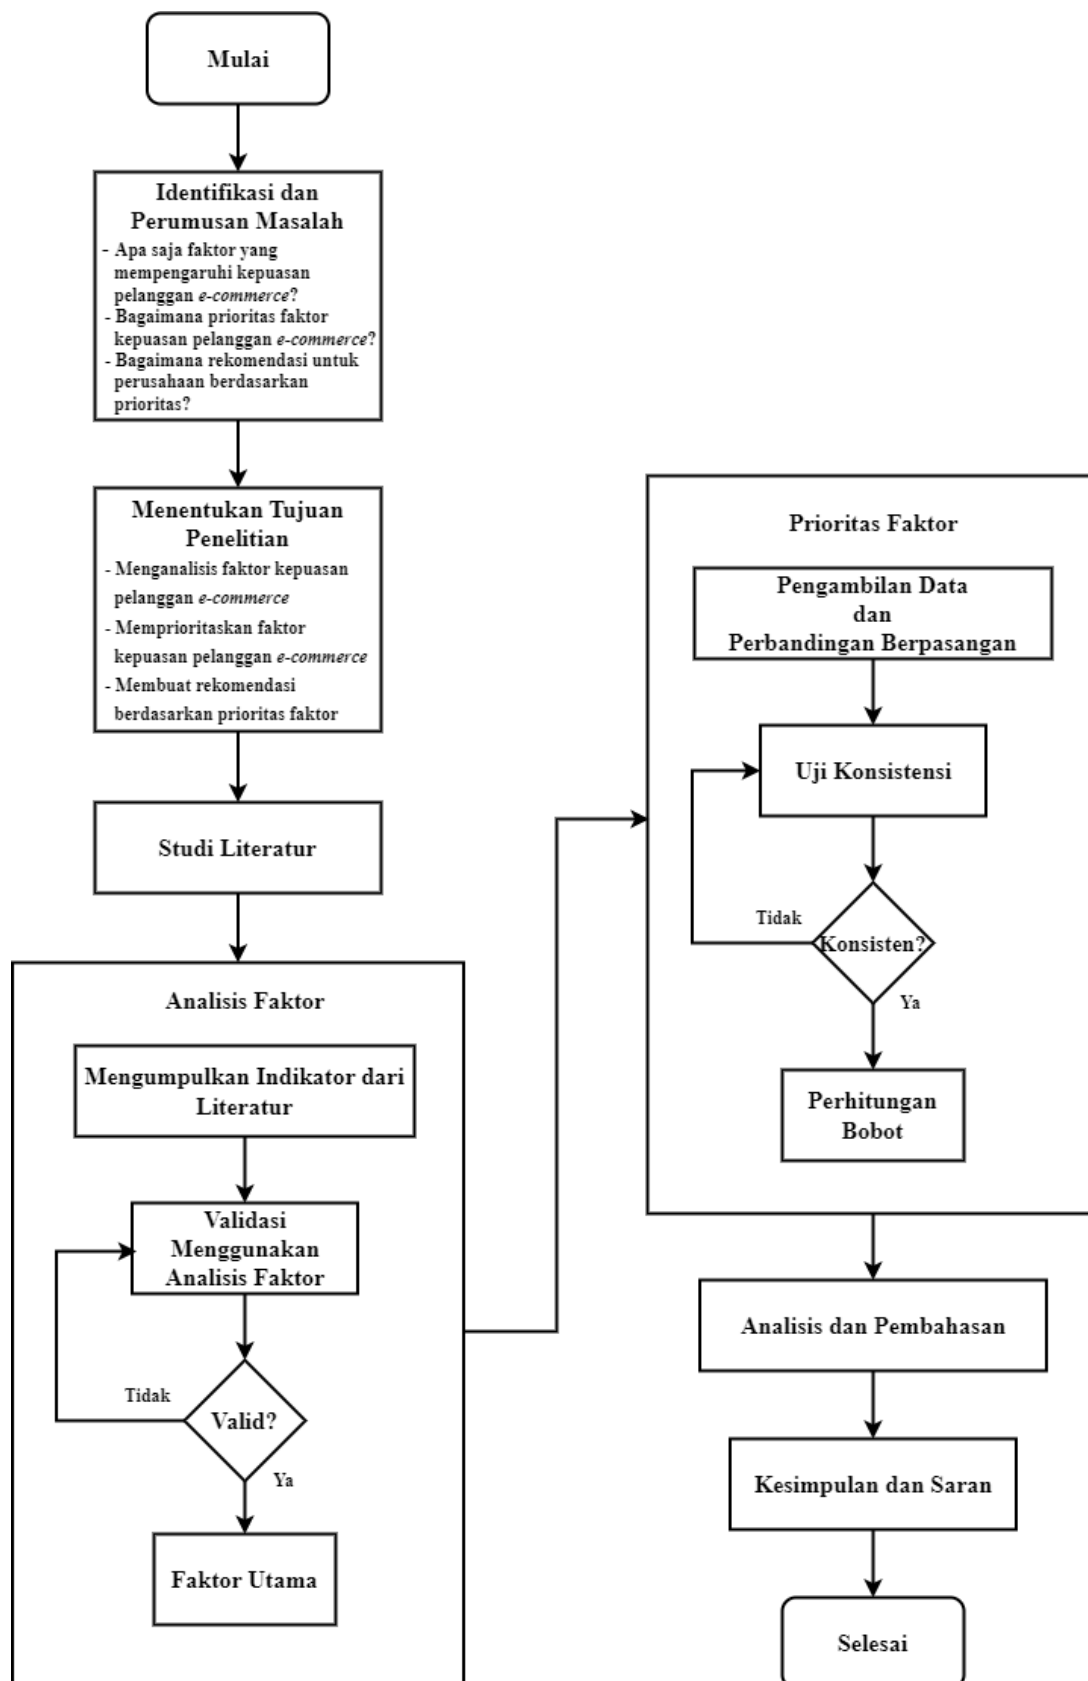 Mulai
Identifikasi dan
Perumusan Masalah
- Apa saja faktor yang
mempengaruhi kepuasan
pelanggan e-commerce?
- Bagaimana prioritas faktor
kepuasan pelanggan e-commerce?
- Bagaimana rekomendasi untuk
perusahaan berdasarkan
prioritas?
Menentukan Tujuan
Penelitian
- Menganalisis faktor kepuasan
pelanggan e-commerce
- Memprioritaskan faktor
kepuasan pelanggan e-commerce
- Membuat rekomendasi
berdasarkan prioritas faktor
Studi Literatur
Analisis Faktor
Mengumpulkan Indikator dari
Literatur
Validasi
Menggunakan
Analisis Faktor
Tidak
Valid?
Ya
Faktor Utama
Prioritas Faktor
Pengambilan Data
dan
Perbandingan Berpasangan
Uji Konsistensi
Tidak
Konsisten?
Ya
Perhitungan
Bobot
Analisis dan Pembahasan
Kesimpulan dan Saran
Selesai